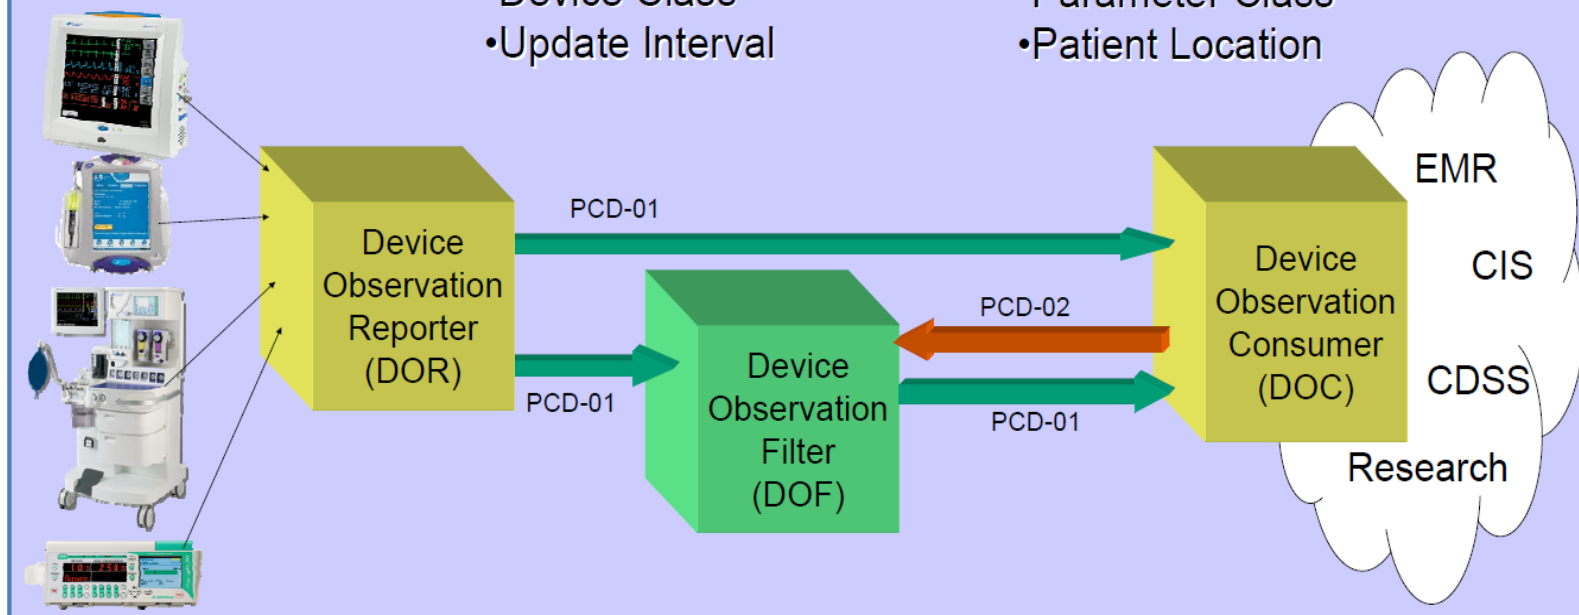 •Update Interval
•Patient Location
EMR
CIS
CDSS
Research
PCD-01
Device
Observation
Reporter
(DOR)
PCD-01
Device
Observation
Filter
(DOF)
PCD-02
PCD-01
Device
Observation
Consumer
(DOC)